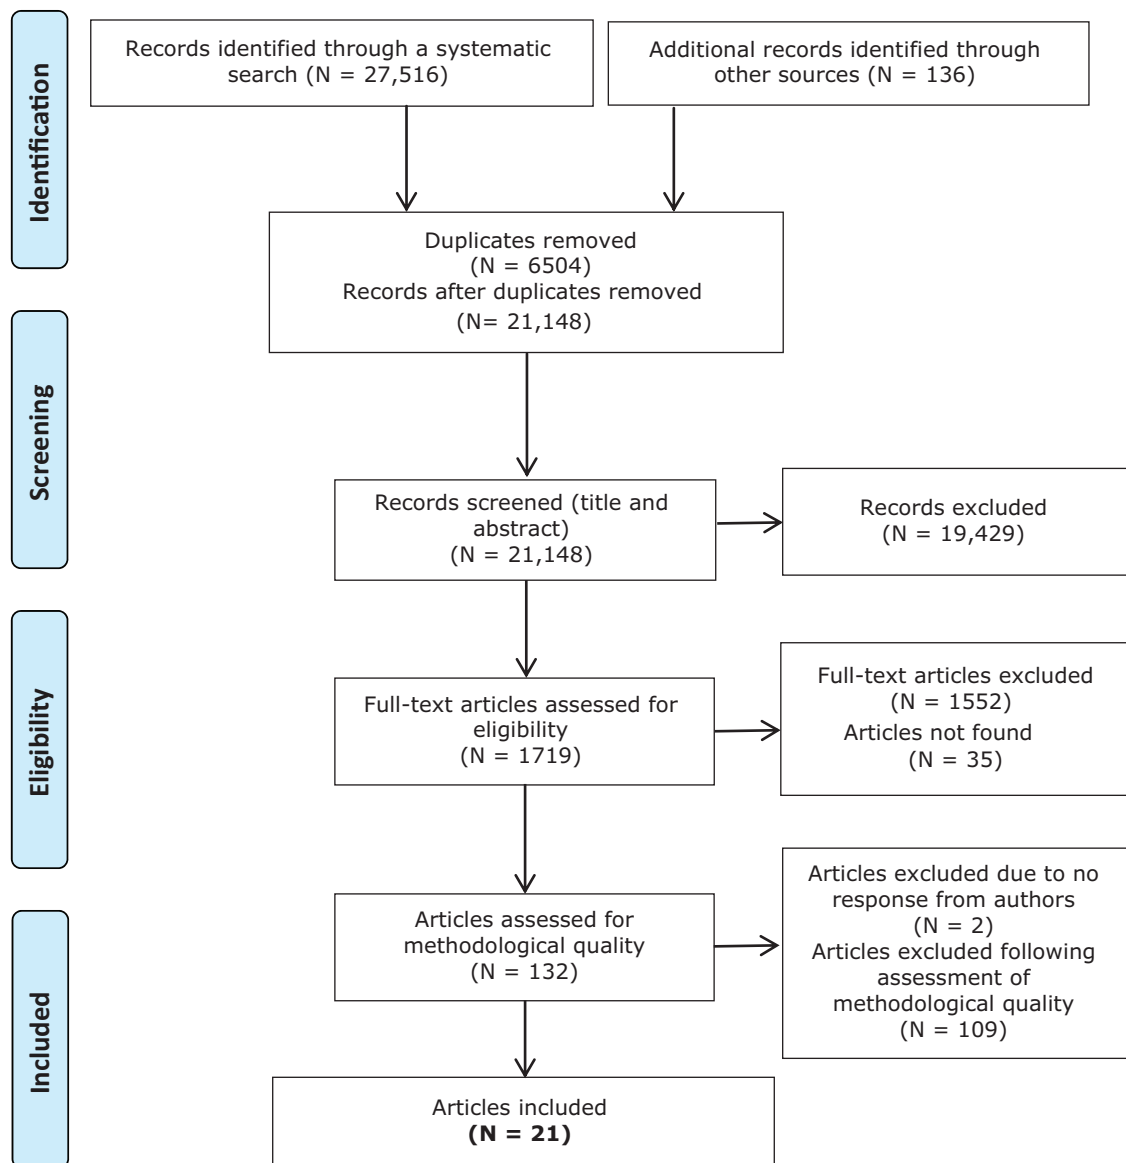 Identification
Records identified through a systematic
search (N = 27,516)
Additional records identified through
other sources (N = 136)
Duplicates removed
(N = 6504)
Records after duplicates removed
(N= 21,148)
Screening
Records screened (title and
abstract)
(N = 21,148)
Records excluded
(N = 19,429)
Eligibility
Full-text articles assessed for
eligibility
(N = 1719)
Full-text articles excluded
(N = 1552)
Articles not found
(N = 35)
Included
Articles assessed for
methodological quality
(N = 132)
Articles excluded due to no
response from authors
(N = 2)
Articles excluded following
assessment of
methodological quality
(N = 109)
Articles included
(N = 21)